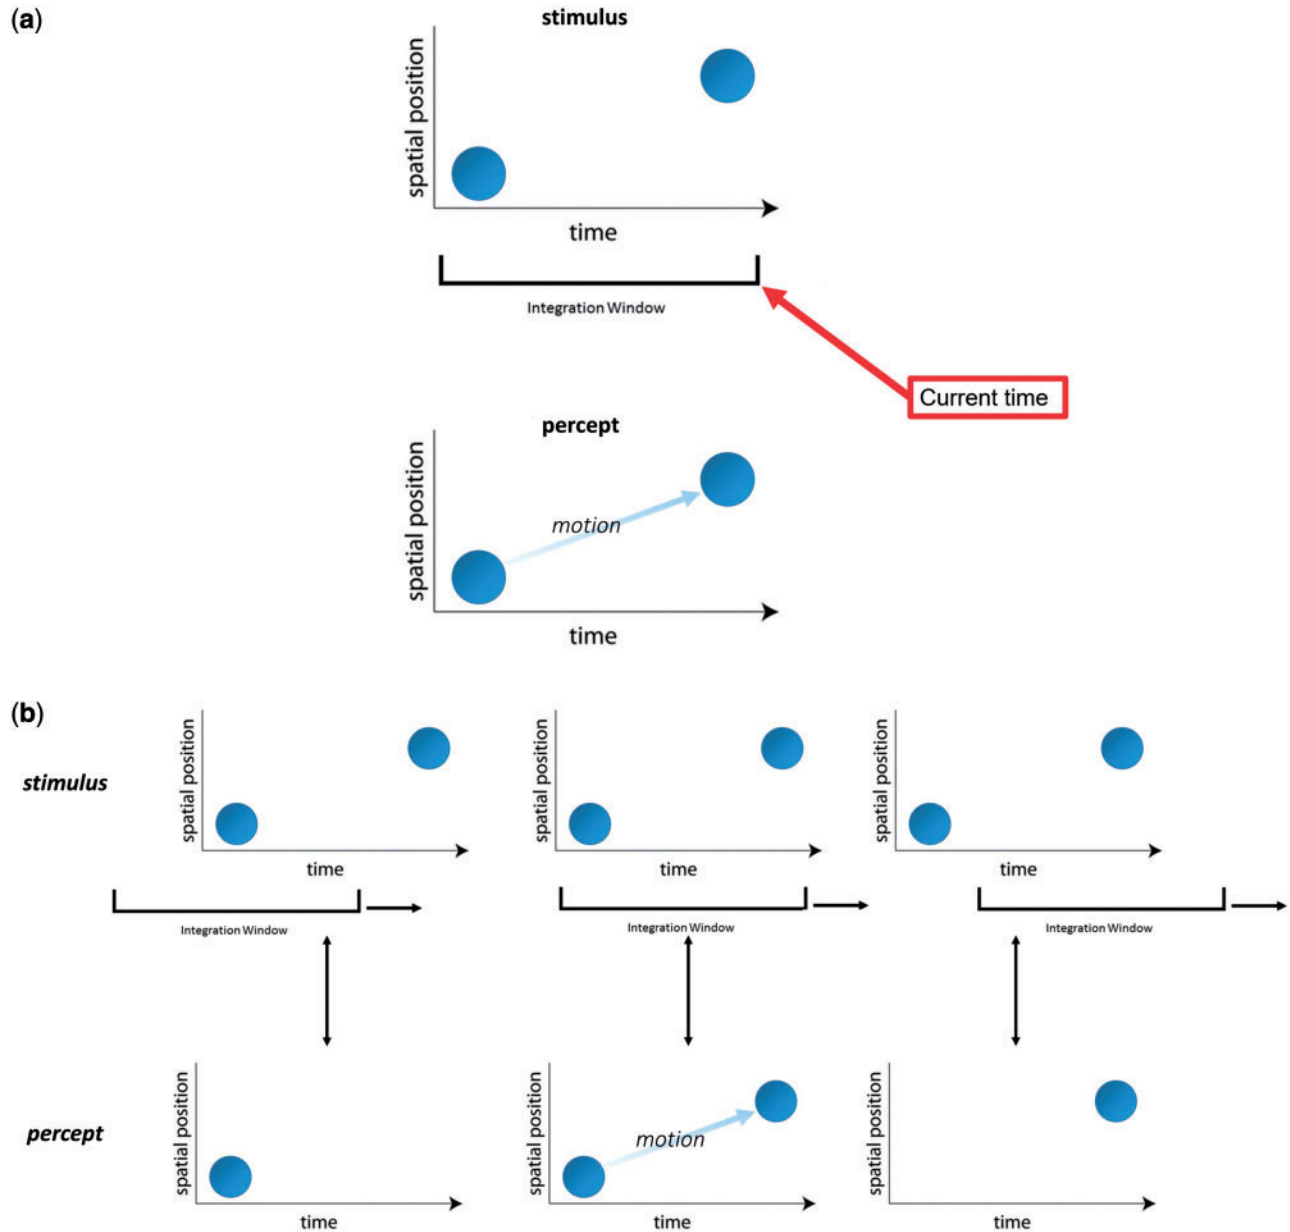 (a)
stimulus
spatial position
time
Integration Window
Current time
percept
spatial position
motion
time
(b)
stimulus
spatial position
time
spatial position
time
spatial position
time
Integration Window
Integration Window
Integration Window
percept
spatial position
time
spatial position
motion
time
spatial position
time